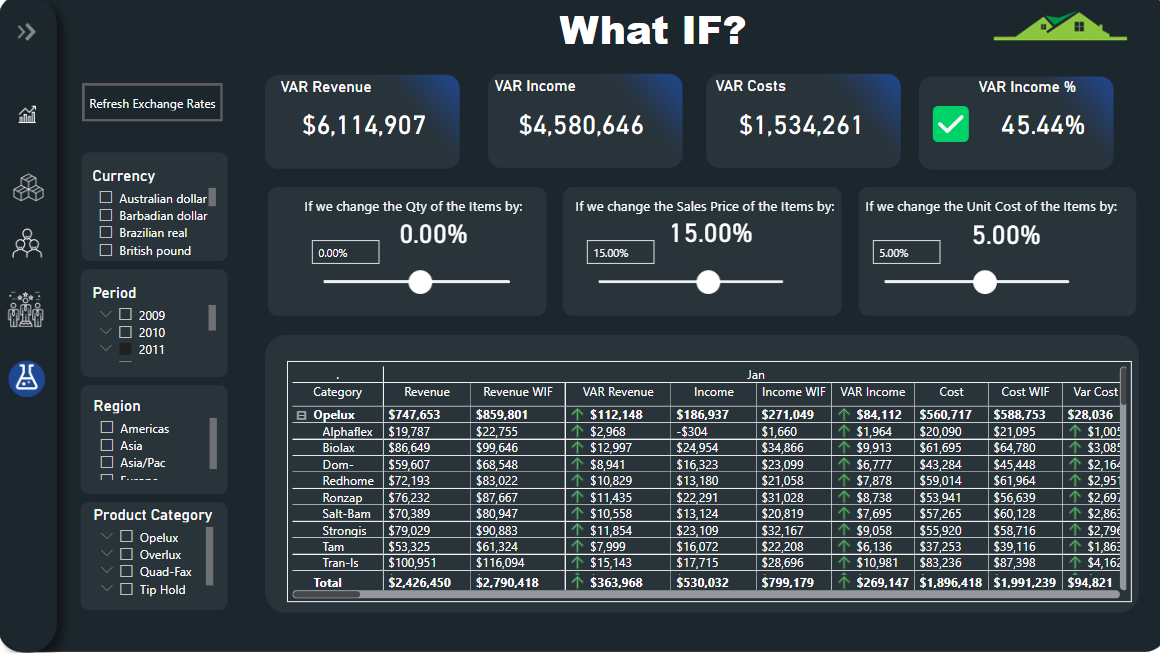 What IF?
Refresh Exchange Rates
VAR Revenue
$6,114,907
VAR Income
$4,580,646
VAR Costs
$1,534,261
VAR Income %
45.44%
Currency
Australian dollar
Barbadian dollar
Brazilian real
British pound
If we change the Qty of the Items by:
0.00%
0.00%
If we change the Sales Price of the Items by:
15.00%
15.00%
If we change the Unit Cost of the Items by:
5.00%
5.00%
Period
2009
2010
2011
Region
Americas
Asia
Asia/Pac
Product Category
Opelux
Overlux
Quad-Fax
Tip Hold
. Jan
Category Revenue Revenue WIF VAR Revenue Income Income WIF VAR Income Cost Cost WIF Var Cost
Opelux $747,653 $859,801 $112,148 $186,937 $271,049 $84,112 $560,717 $588,753 $28,036
Alphaflex $19,787 $22,755 $2,968 -$304 $1,660 $1,964 $20,090 $21,095 $1,005
Biolax $86,649 $99,646 $12,997 $24,954 $34,866 $9,913 $61,695 $64,780 $3,085
Dom- $59,607 $68,548 $8,941 $16,323 $23,099 $6,777 $43,284 $45,448 $2,164
Redhome $72,193 $83,022 $10,829 $13,180 $21,058 $7,878 $59,014 $61,964 $2,951
Ronzap $76,232 $87,667 $11,435 $22,291 $31,028 $8,738 $53,941 $56,639 $2,697
Salt-Bam $70,389 $80,947 $10,558 $13,124 $20,819 $7,695 $57,265 $60,128 $2,863
Strongis $79,029 $90,883 $11,854 $23,109 $32,167 $9,058 $55,920 $58,716 $2,796
Tam $53,325 $61,324 $7,999 $16,072 $22,208 $6,136 $37,253 $39,116 $1,863
Tran-Is $100,951 $116,094 $15,143 $17,715 $28,696 $10,981 $83,236 $87,398 $4,162
Total $2,426,450 $2,790,418 $363,968 $530,032 $799,179 $269,147 $1,896,418 $1,991,239 $94,821